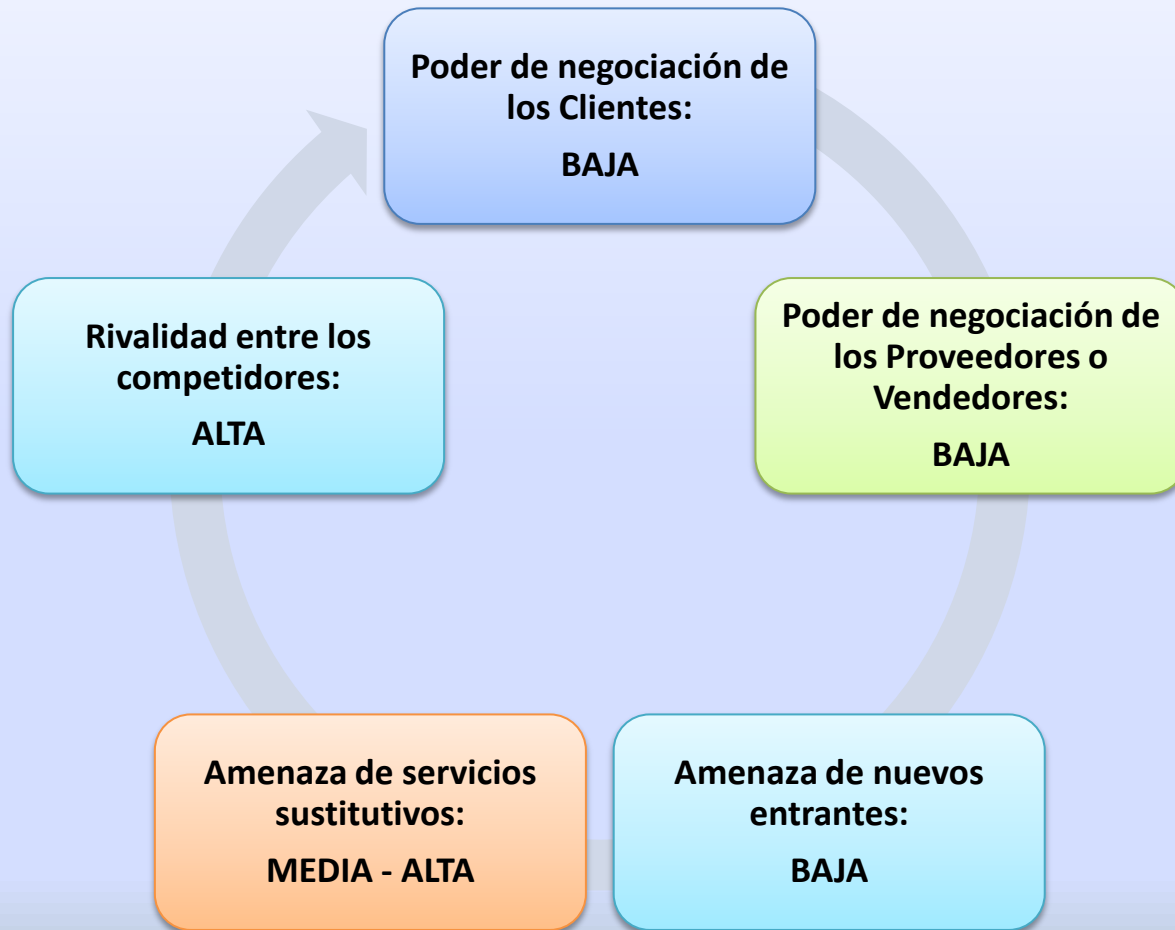 Poder de negociación de
los Clientes:
BAJA
Poder de negociación de
los Proveedores o
Vendedores:
BAJA
Amenaza de nuevos
entrantes:
BAJA
Amenaza de servicios
sustitutivos:
MEDIA - ALTA
Rivalidad entre los
competidores:
ALTA